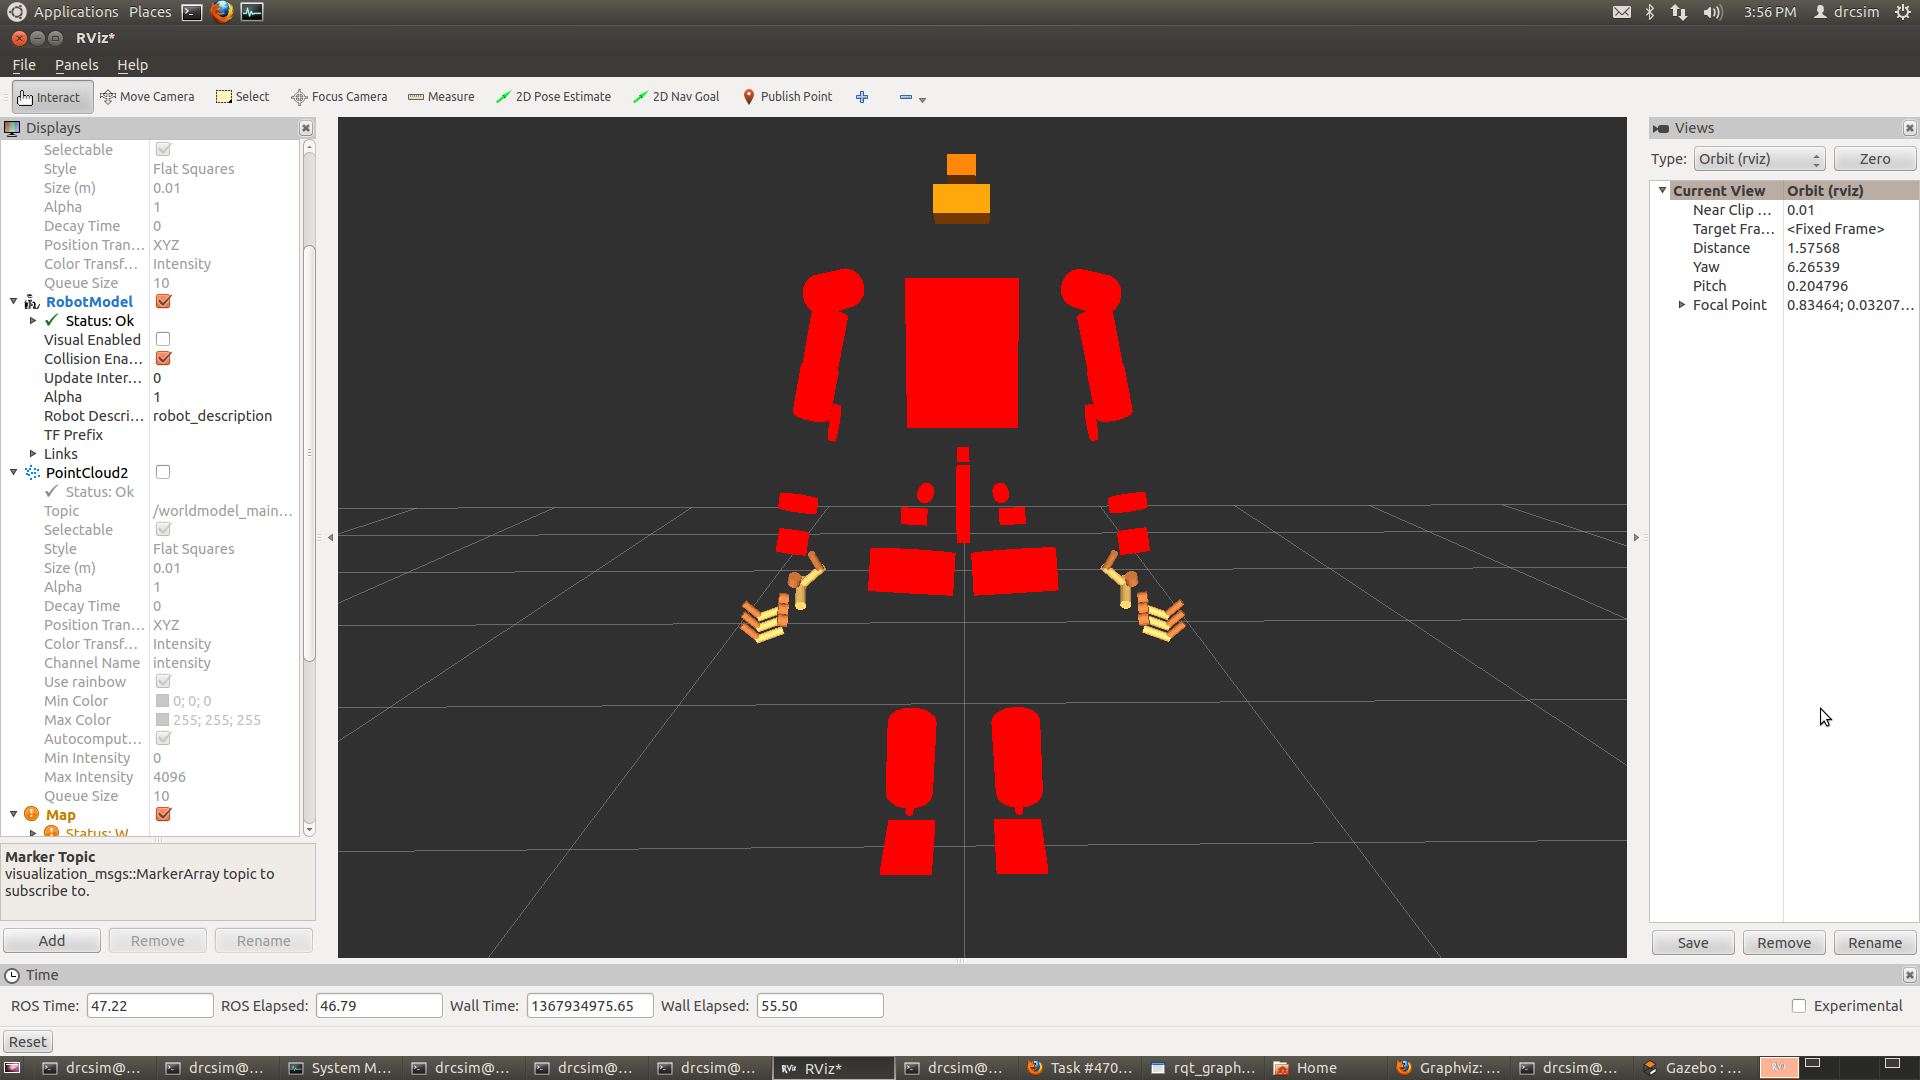 Applications Places
3:56 PM drcsim
RViz*
File Panels Help
Interact Move Camera Select Focus Camera Measure 2D Pose Estimate 2D Nav Goal Publish Point
Displays
Selectable
Style Flat Squares
Size (m) 0.01
Alpha 1
Decay Time 0
Position Tran... XYZ
Color Transf... Intensity
Queue Size 10
RobotModel
Status: Ok
Visual Enabled
Collision Ena...
Update Inter... 0
Alpha 1
Robot Descri... robot_description
TF Prefix
Links
PointCloud2
Status: Ok
Topic /worldmodel_main...
Selectable
Style Flat Squares
Size (m) 0.01
Alpha 1
Decay Time 0
Position Tran... XYZ
Color Transf... Intensity
Channel Name intensity
Use rainbow
Min Color 0; 0; 0
Max Color 255; 255; 255
Autocomput...
Min Intensity 0
Max Intensity 4096
Queue Size 10
Map
Status: W
Marker Topic
visualization_msgs::MarkerArray topic to
subscribe to.
Add Remove Rename
Views
Type: Orbit (rviz) Zero
Current View Orbit (rviz)
Near Clip ... 0.01
Target Fra... <Fixed Frame>
Distance 1.57568
Yaw 6.26539
Pitch 0.204796
Focal Point 0.83464; 0.03207...
Save Remove Rename
Time
ROS Time: 47.22 ROS Elapsed: 46.79 Wall Time: 1367934975.65 Wall Elapsed: 55.50 Experimental
Reset
drcsim@... drcsim@... System M... drcsim@... drcsim@... drcsim@... RViz* drcsim@... Task #470... rqt_graph... Home Graphviz: ... drcsim@... Gazebo : ...